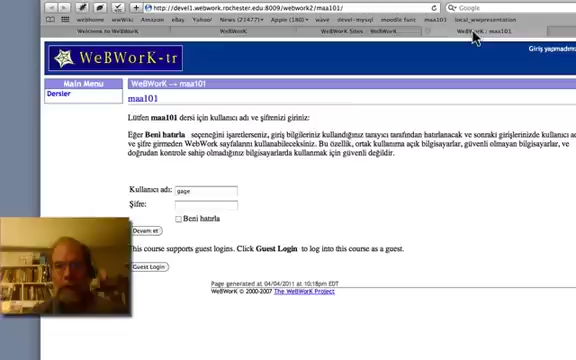 http://devel1.webwork.rochester.edu:8009/webwork2/maa101/
Google
webhome wwWiki Amazon eBay Yahoo! News (21477)▾ Apple (180)▾ wave devel-mysql moodle func maa101 local_wwpresentation
Welcome to WeBWorK WeBWorK WeBWorK Sites WeBWorK WeBWorK : maa101
WeBWorK-tr
Giriş yapmadınız
Main Menu
Dersler
WeBWorK → maa101
maa101
Lütfen maa101 dersi için kullanıcı adı ve şifrenizi giriniz:
Eğer Beni hatırla seçeneğini işaretlerseniz, giriş bilgileriniz kullandığınız tarayıcı tarafından hatırlanacak ve sonraki girişlerinizde kullanıcı
ve şifre girmeden WeBWork sayfalarını kullanabileceksiniz. Bu özellik, ortak kullanıma açık bilgisayarlar, güvenli olmayan bilgisayarlar, ve
doğrudan kontrole sahip olmadığınız bilgisayarlarda kullanmak için güvenli değildir.
Kullanıcı adı: gage
Şifre:
Beni hatırla
Devam et
This course supports guest logins. Click Guest Login to log into this course as a guest.
Guest Login
Page generated at 04/04/2011 at 10:18pm EDT
WeBWorK © 2000-2007 The WeBWorK Project